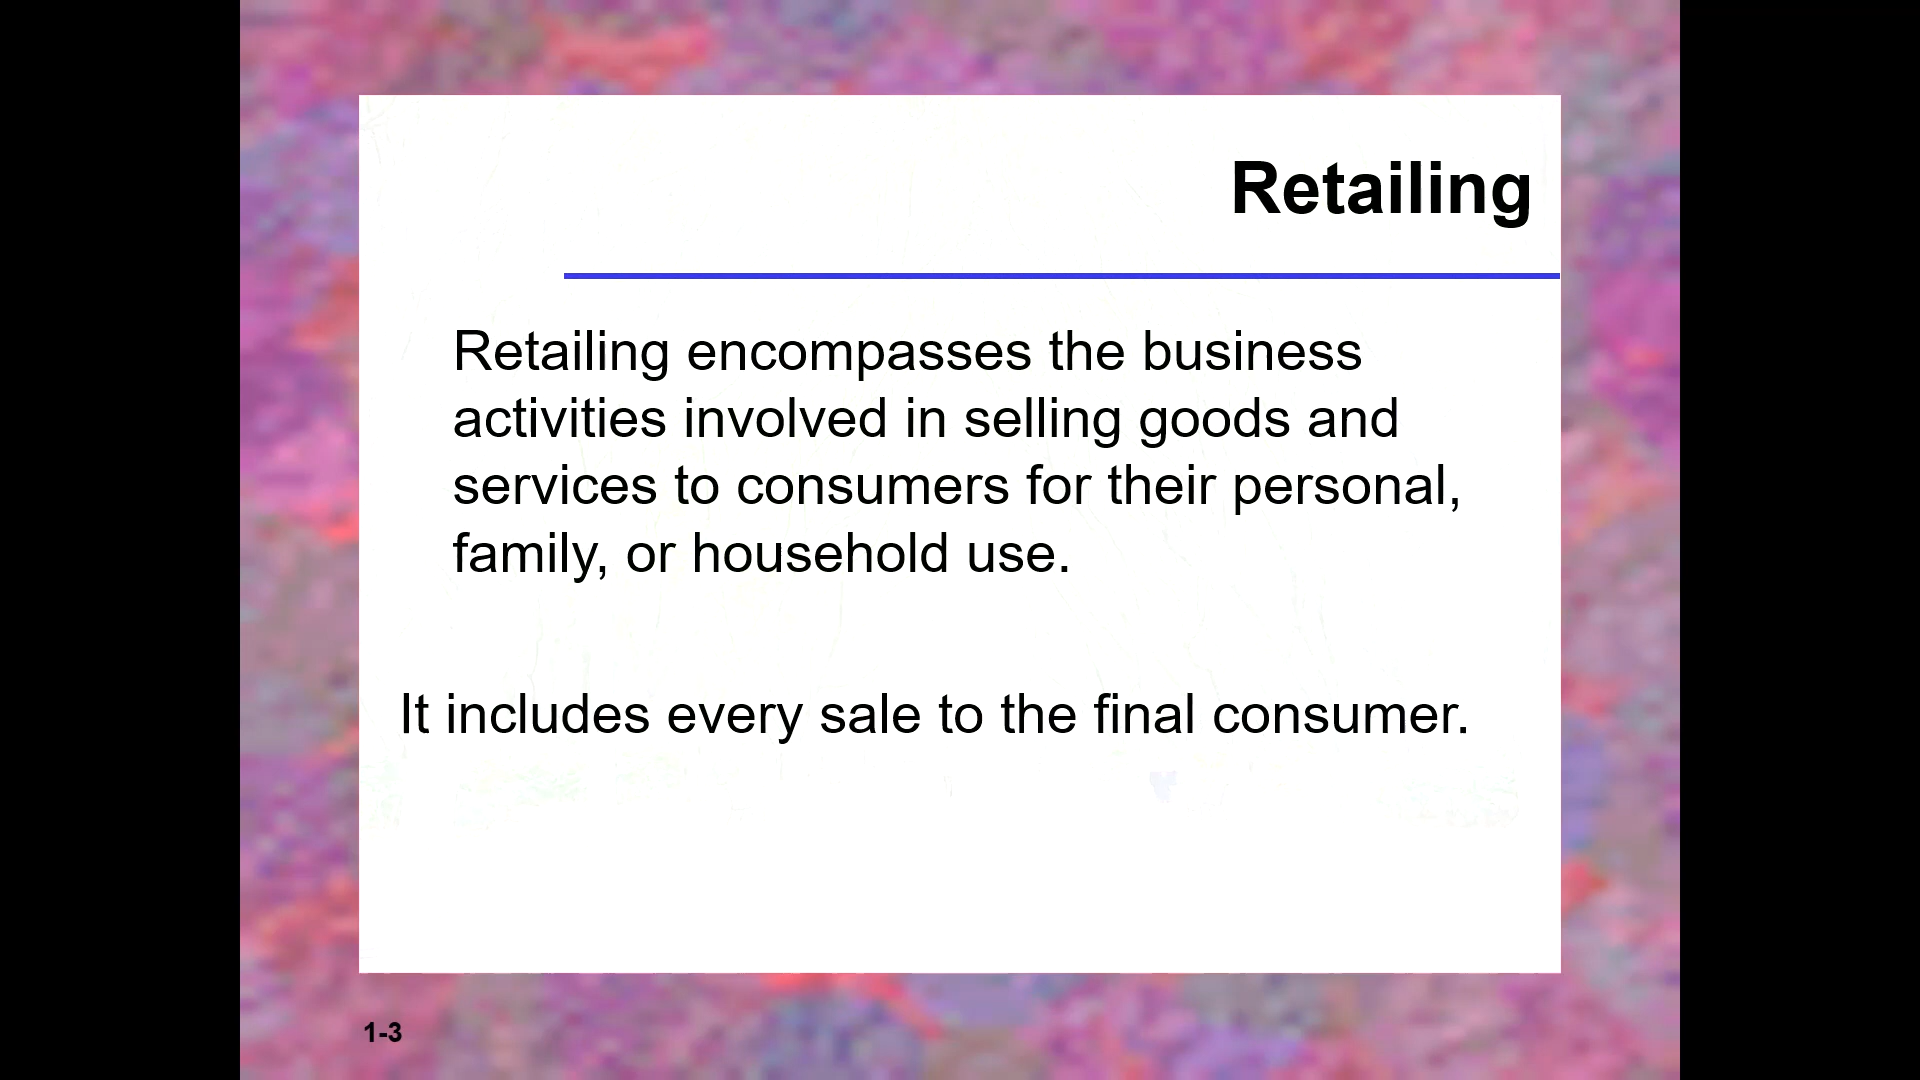 Retailing
Retailing encompasses the business
activities involved in selling goods and
services to consumers for their personal,
family, or household use.
It includes every sale to the final consumer.
1-3